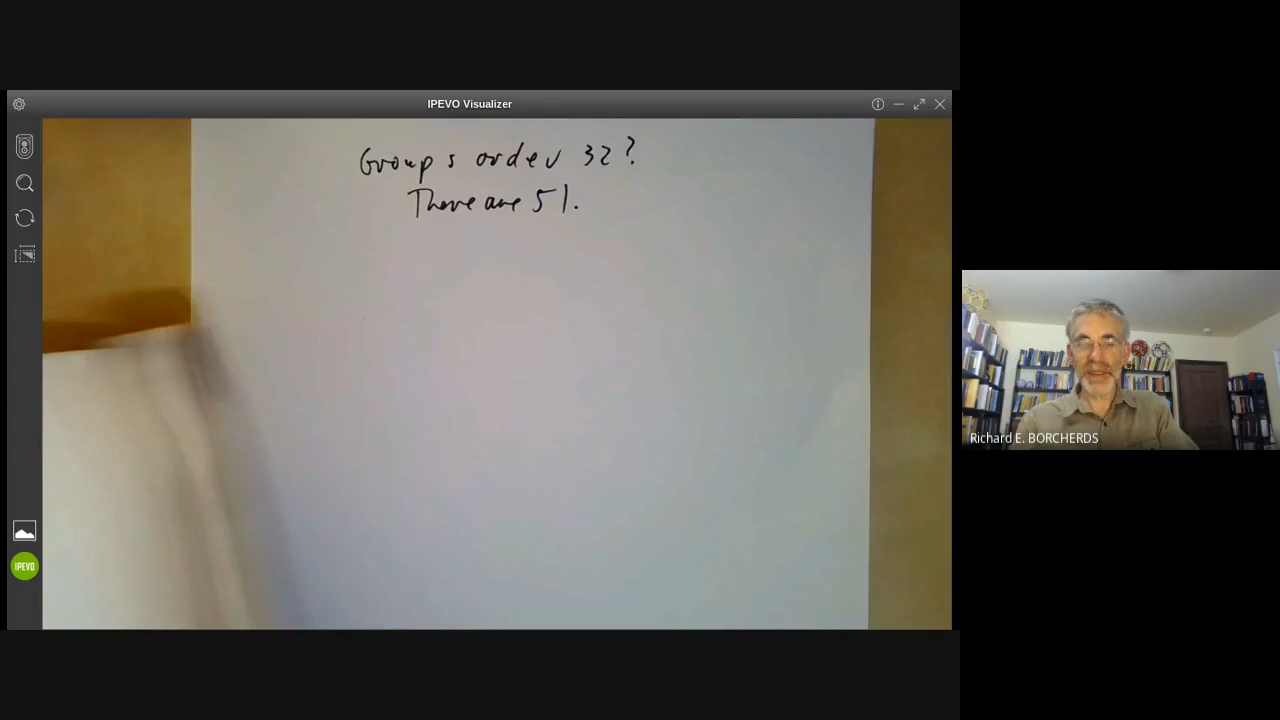 IPEVO Visualizer
Groups order 32?
There are 51.
IPEVO
Richard E. BORCHERDS